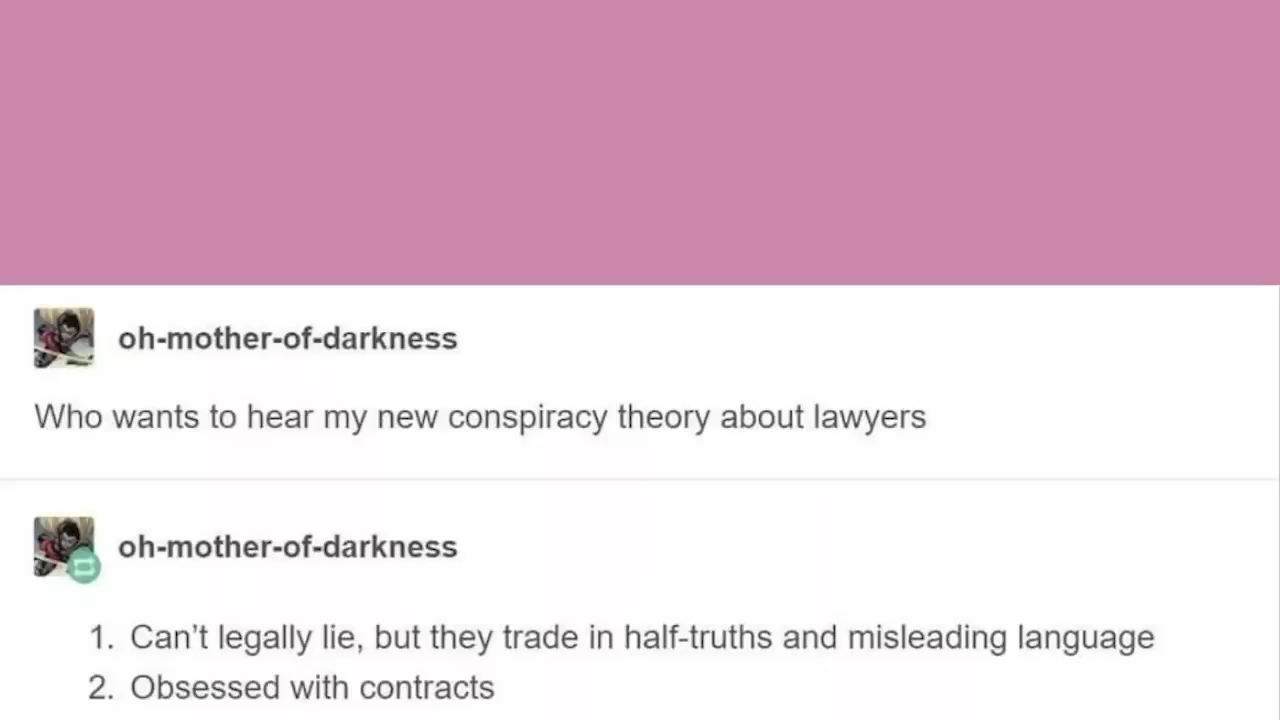 oh-mother-of-darkness
Who wants to hear my new conspiracy theory about lawyers
oh-mother-of-darkness
1. Can’t legally lie, but they trade in half-truths and misleading language
2. Obsessed with contracts